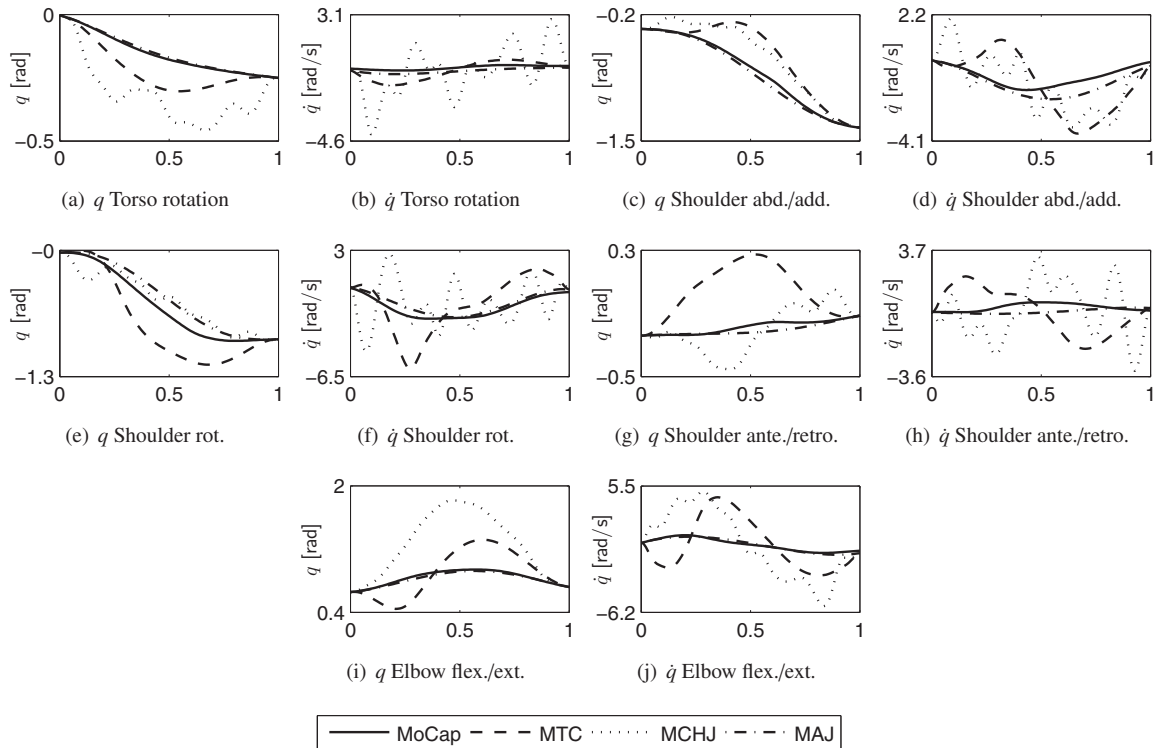 0
q [rad]
−0.5
0 0.5 1
(a) q Torso rotation
3.1
q̇ [rad/s]
−4.6
0 0.5 1
(b) q̇ Torso rotation
−0.2
q [rad]
−1.5
0 0.5 1
(c) q Shoulder abd./add.
2.2
q̇ [rad/s]
−4.1
0 0.5 1
(d) q̇ Shoulder abd./add.
−0
q [rad]
−1.3
0 0.5 1
(e) q Shoulder rot.
3
q̇ [rad/s]
−6.5
0 0.5 1
(f) q̇ Shoulder rot.
0.3
q [rad]
−0.5
0 0.5 1
(g) q Shoulder ante./retro.
3.7
q̇ [rad/s]
−3.6
0 0.5 1
(h) q̇ Shoulder ante./retro.
2
q [rad]
0.4
0 0.5 1
(i) q Elbow flex./ext.
5.5
q̇ [rad/s]
−6.2
0 0.5 1
(j) q̇ Elbow flex./ext.
MoCap MTC MCHJ MAJ